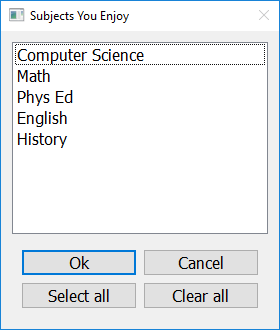 Subjects You Enjoy
Computer Science
Math
Phys Ed
English
History
Ok Cancel
Select all Clear all